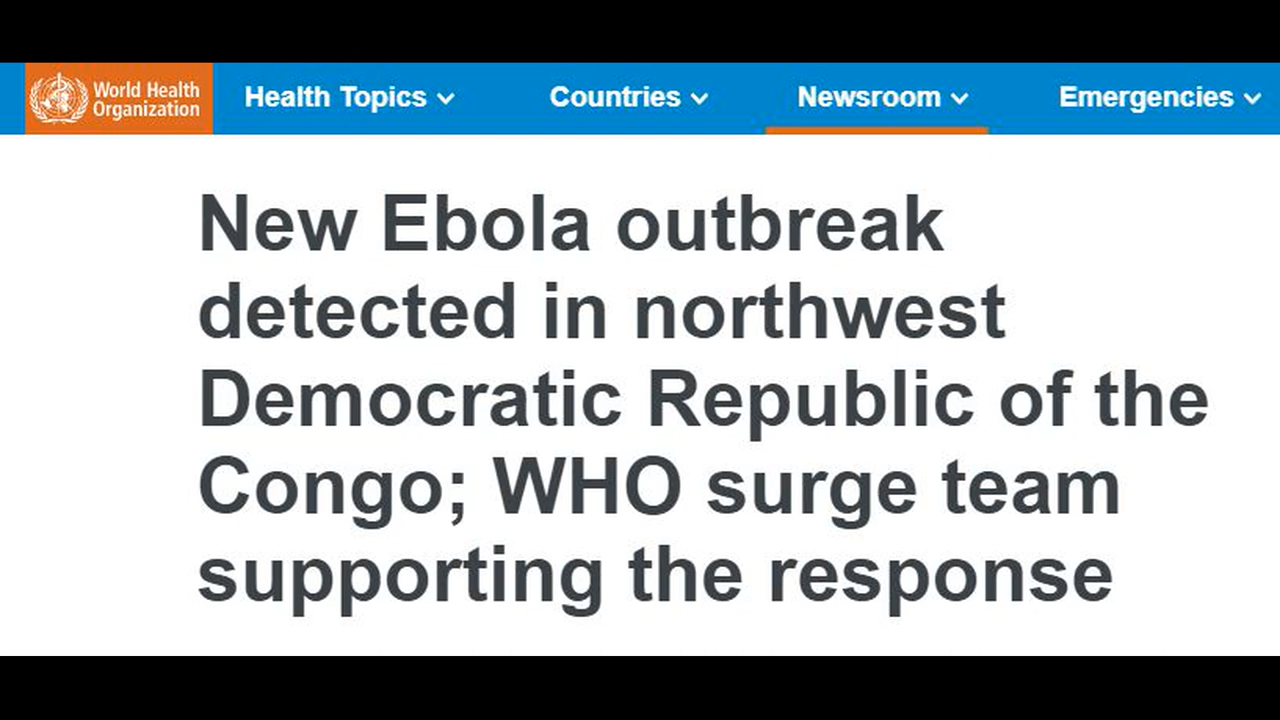 World Health
Organization
Health Topics
Countries
Newsroom
Emergencies
New Ebola outbreak
detected in northwest
Democratic Republic of the
Congo; WHO surge team
supporting the response